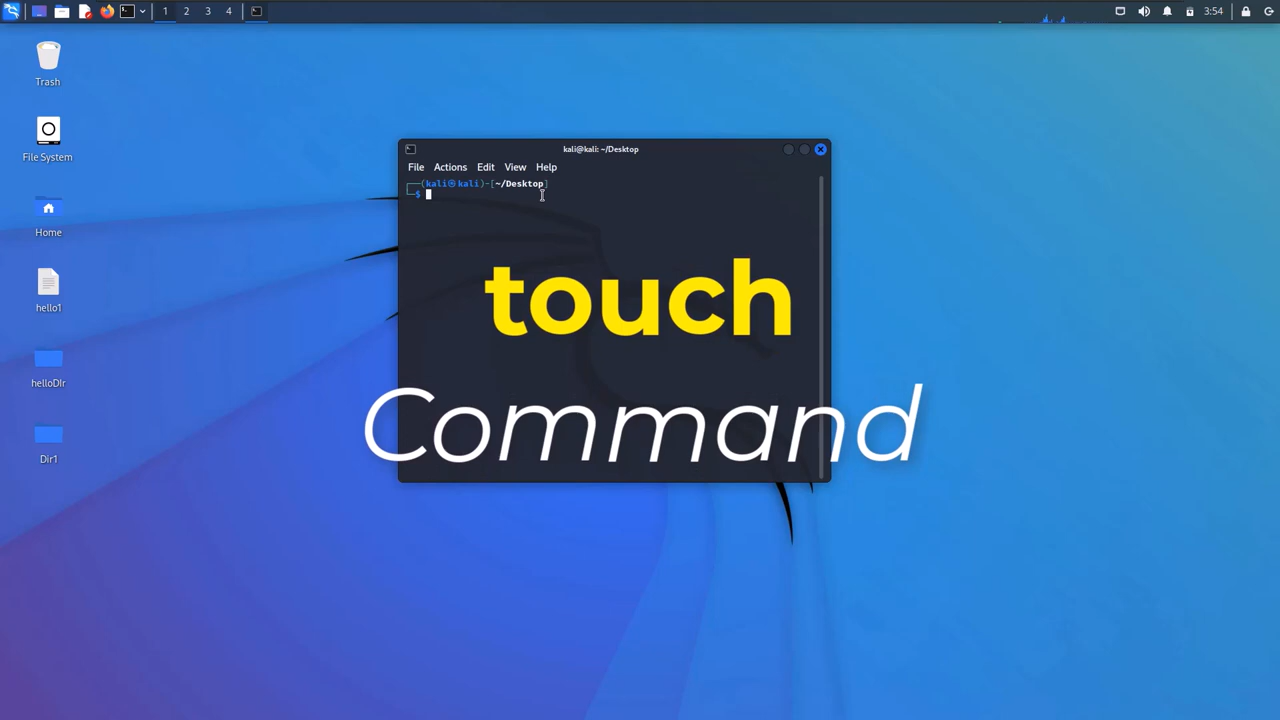 1 2 3 4
3:54
Trash
File System
Home
hello1
helloDIr
Dir1
kali@kali: ~/Desktop
File Actions Edit View Help
(kali㉿kali)-[~/Desktop]
$
touch
Command